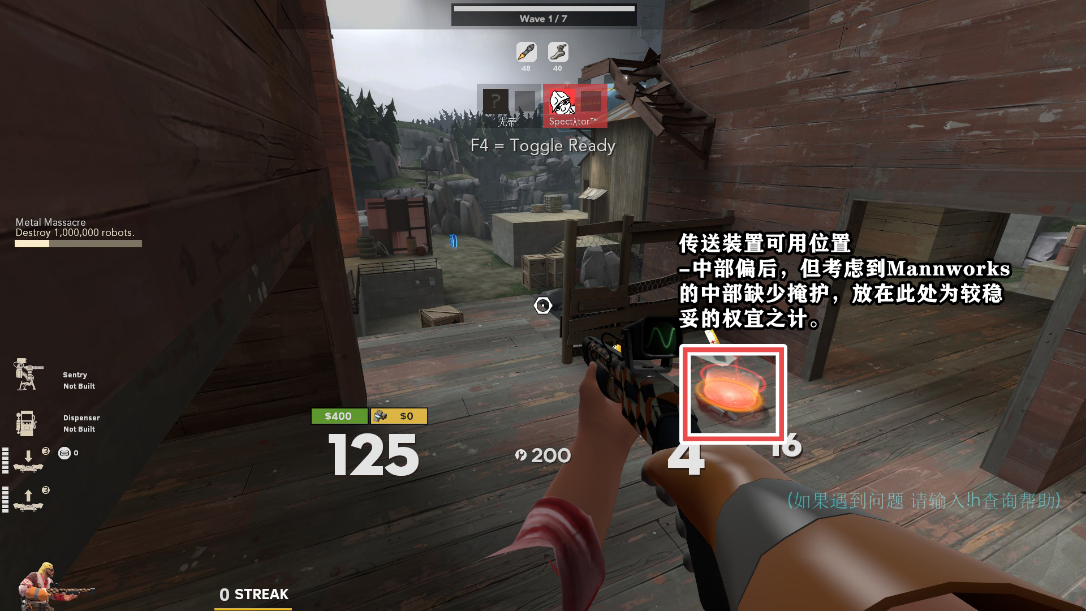 Wave 1 / 7
48
40
?
Spectator
F4 = Toggle Ready
Metal Massacre
Destroy 1,000,000 robots.
传送装置可用位置
-中部偏后，但考虑到Mannworks
的中部缺少掩护，放在此处为较稳
妥的权宜之计。
Sentry
Not Built
Dispenser
Not Built
3
0
3
$400
$0
125
200
4
16
(如果遇到问题 请输入!h查询帮助)
0 STREAK